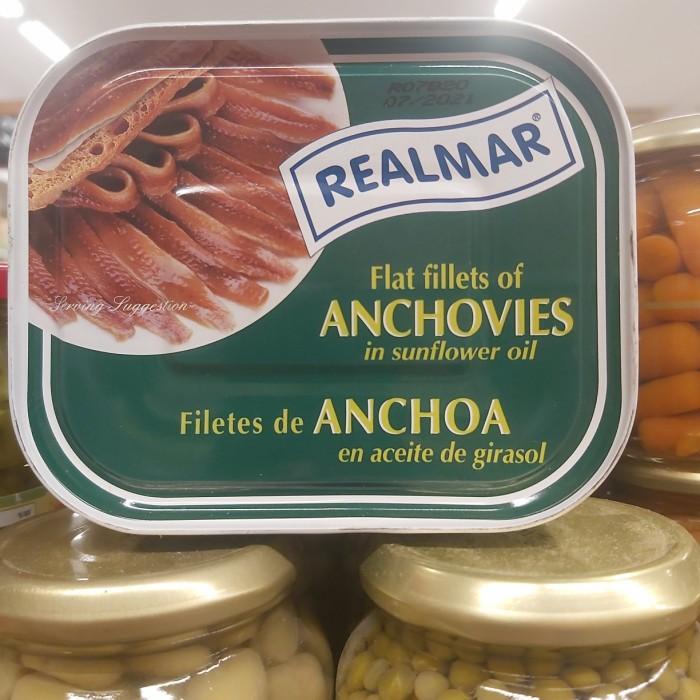 R07B20
07/2021
REALMAR®
Flat fillets of
ANCHOVIES
in sunflower oil
Serving Suggestion
Filetes de ANCHOA
en aceite de girasol